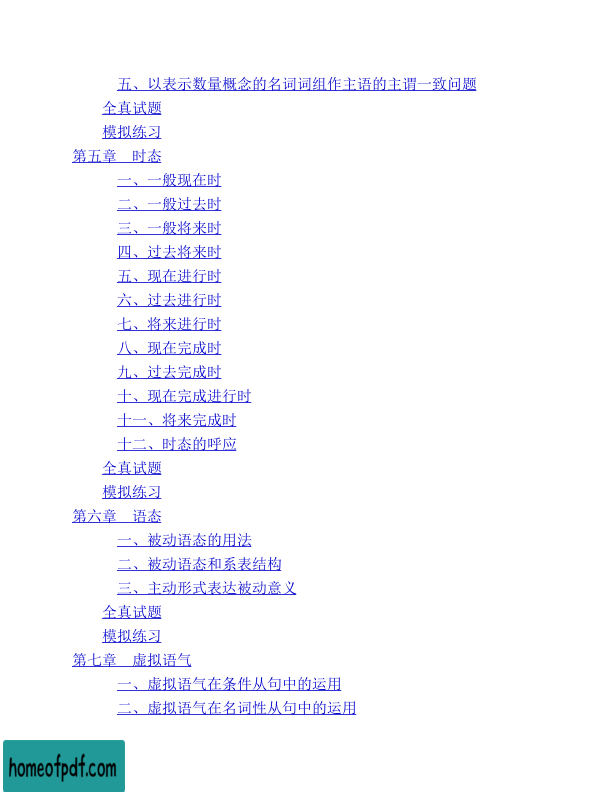 五、以表示数量概念的名词词组作主语的主谓一致问题
全真试题
模拟练习
第五章　时态
一、一般现在时
二、一般过去时
三、一般将来时
四、过去将来时
五、现在进行时
六、过去进行时
七、将来进行时
八、现在完成时
九、过去完成时
十、现在完成进行时
十一、将来完成时
十二、时态的呼应
全真试题
模拟练习
第六章　语态
一、被动语态的用法
二、被动语态和系表结构
三、主动形式表达被动意义
全真试题
模拟练习
第七章　虚拟语气
一、虚拟语气在条件从句中的运用
二、虚拟语气在名词性从句中的运用
homeofpdf.com